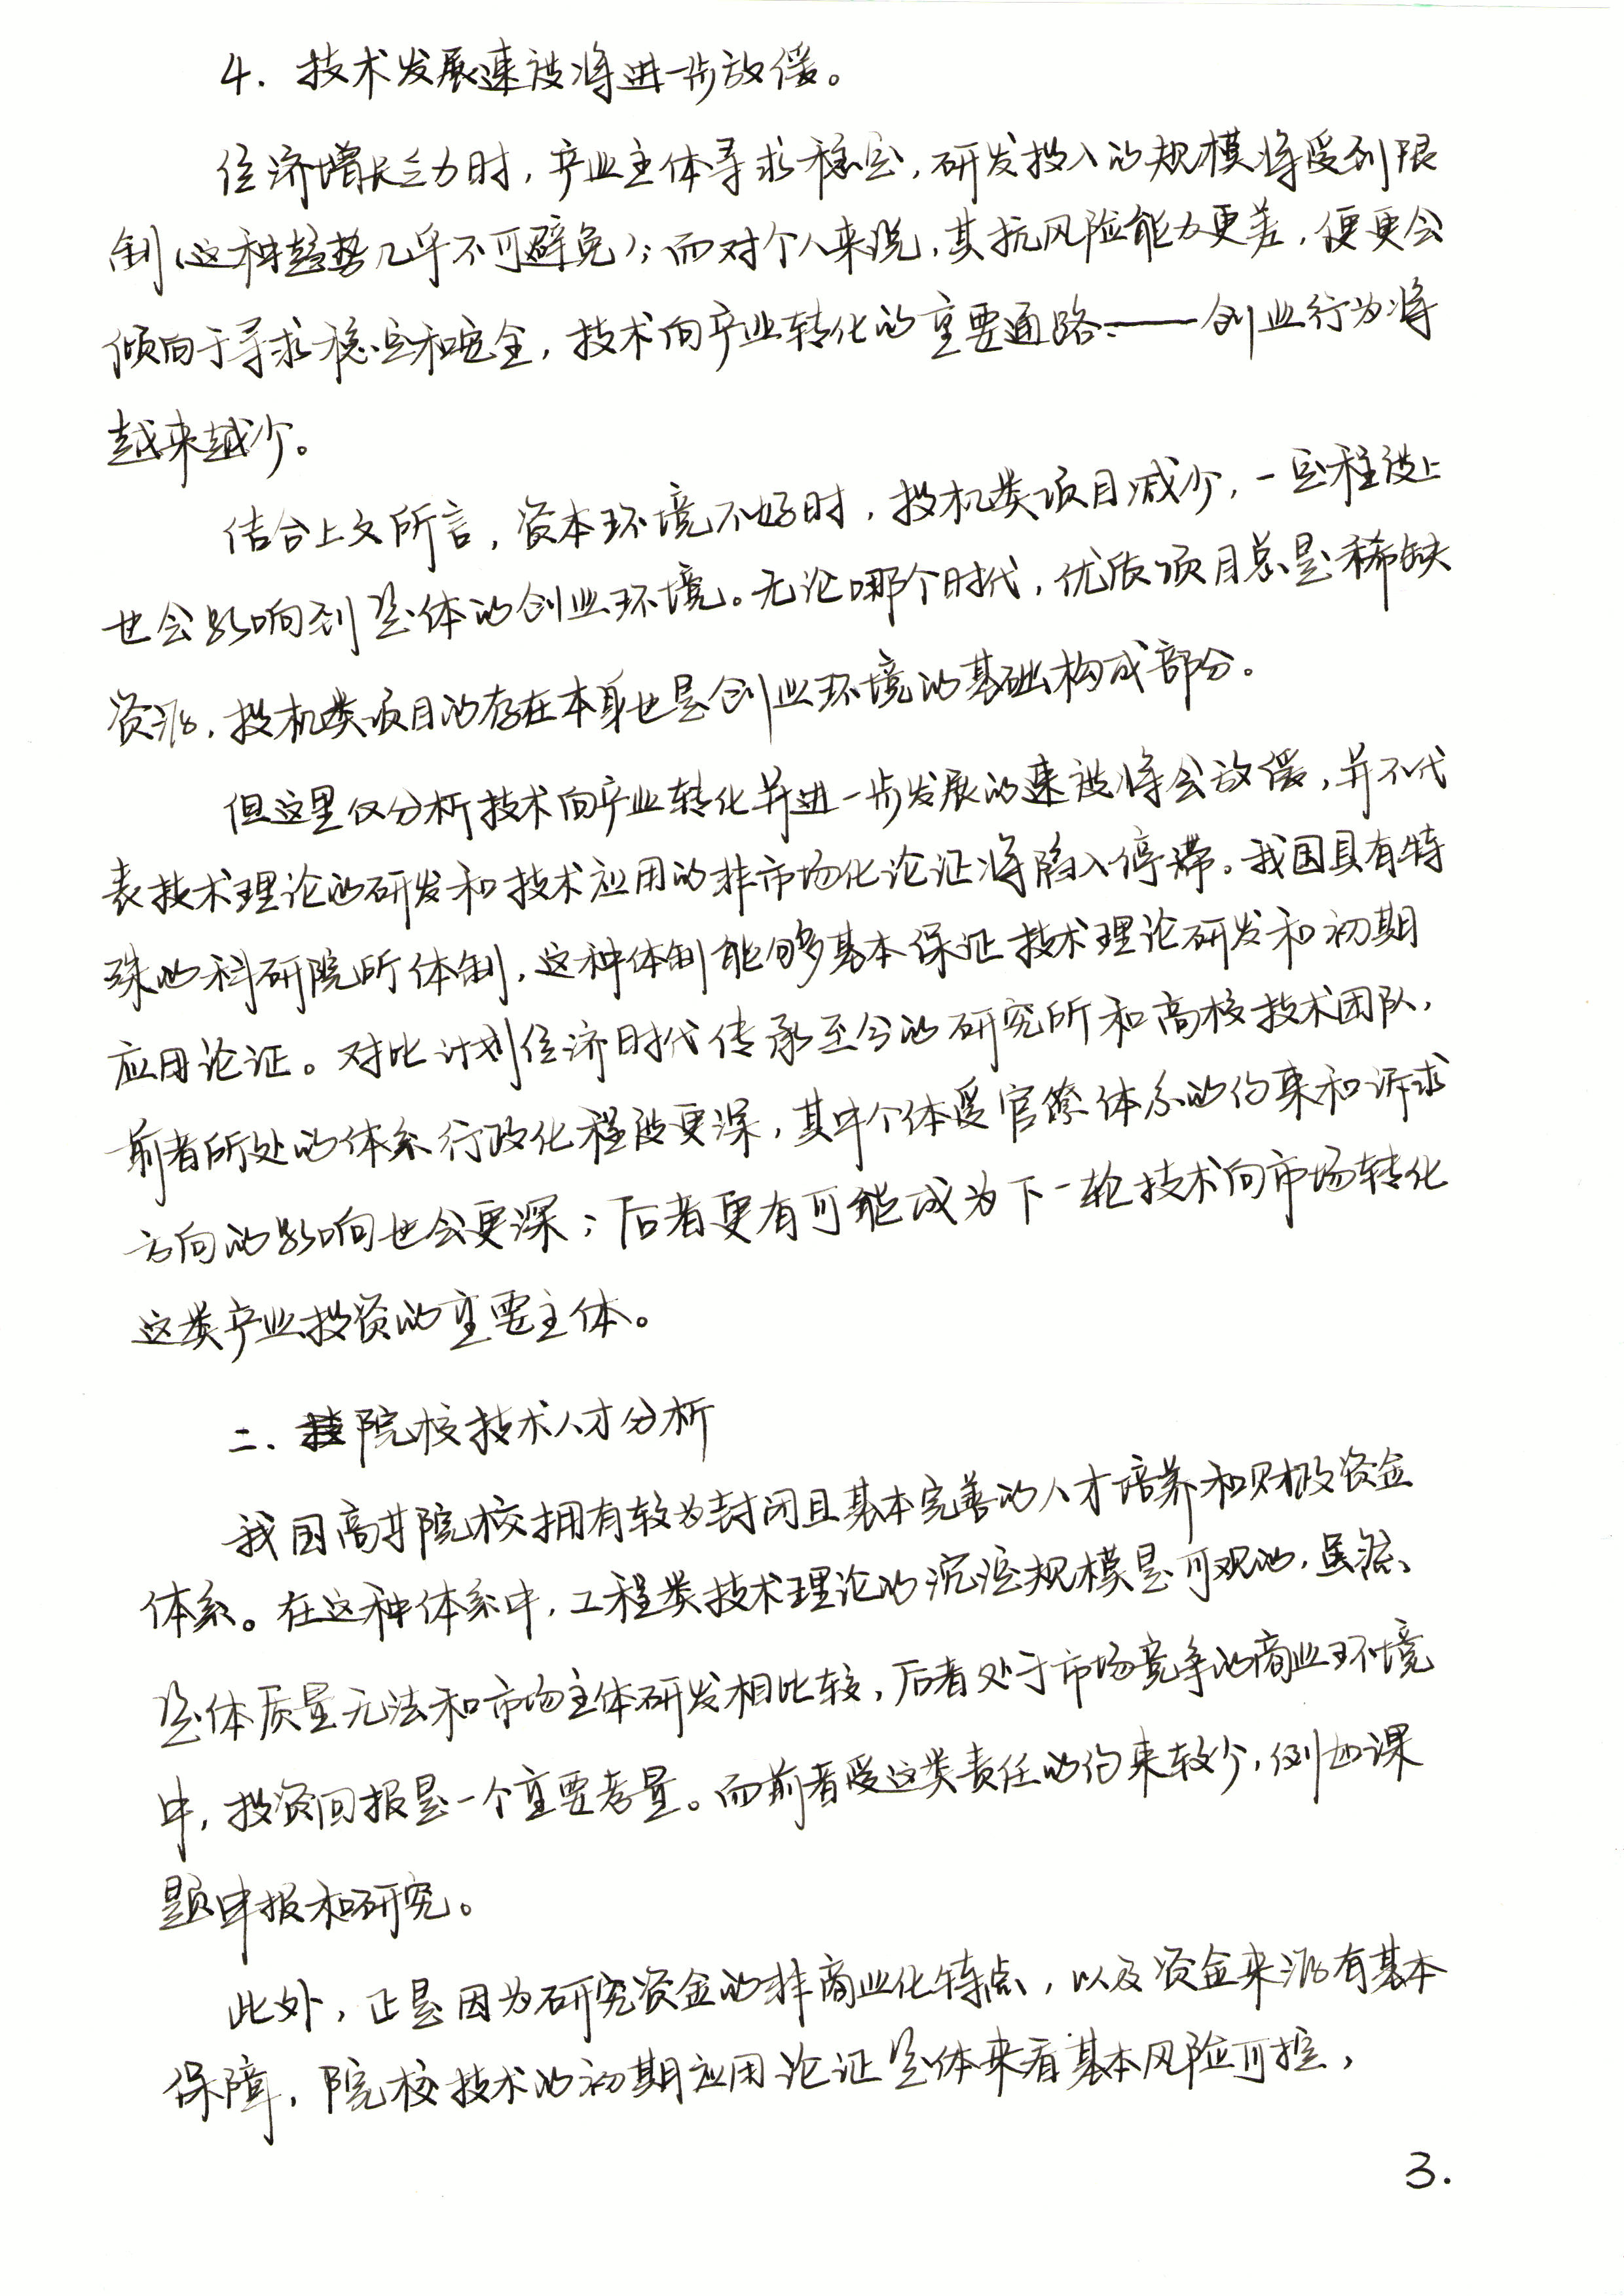 4. 技术发展速度将进一步放缓。
经济增长乏力时，产业主体寻求稳定，研发投入的规模将受到限
制（这种趋势几乎不可避免）；而对个人来说，其抗风险能力更差，便更会
倾向于寻求稳定和安全，技术向产业转化的重要通路——创业行为将
越来越少。
结合上文所言，资本环境不好时，投机类项目减少，一定程度上
也会影响到总体的创业环境。无论哪个时代，优质项目总是稀缺
资源，投机类项目的存在本身也是创业环境的基础构成部分。
但这里仅分析技术向产业转化并进一步发展的速度将会放缓，并不代
表技术理论的研发和技术应用的非市场化论证将陷入停滞。我国具有特
殊的科研院所体制，这种体制能够基本保证技术理论研发和初期
应用论证。对比计划经济时代传承至今的研究所和高校技术团队，
前者所处的体系行政化程度更深，其中个体受官僚体系的约束和诉求
方向的影响也会更深；后者更有可能成为下一轮技术向市场转化
这类产业投资的重要主体。
二、院校技术人才分析
我国高等院校拥有较为封闭且基本完善的人才培养和财政资金
体系。在这种体系中，工程类技术理论的沉淀规模是可观的，虽然
总体质量无法和市场主体研发相比较，后者处于市场竞争的商业环境
中，投资回报是一个重要考量。而前者受这类责任的约束较少，例如课
题申报和研究。
此外，正是因为研究资金的非商业化特点，以及资金来源有基本
保障，院校技术的初期应用论证总体来看基本风险可控，
3.